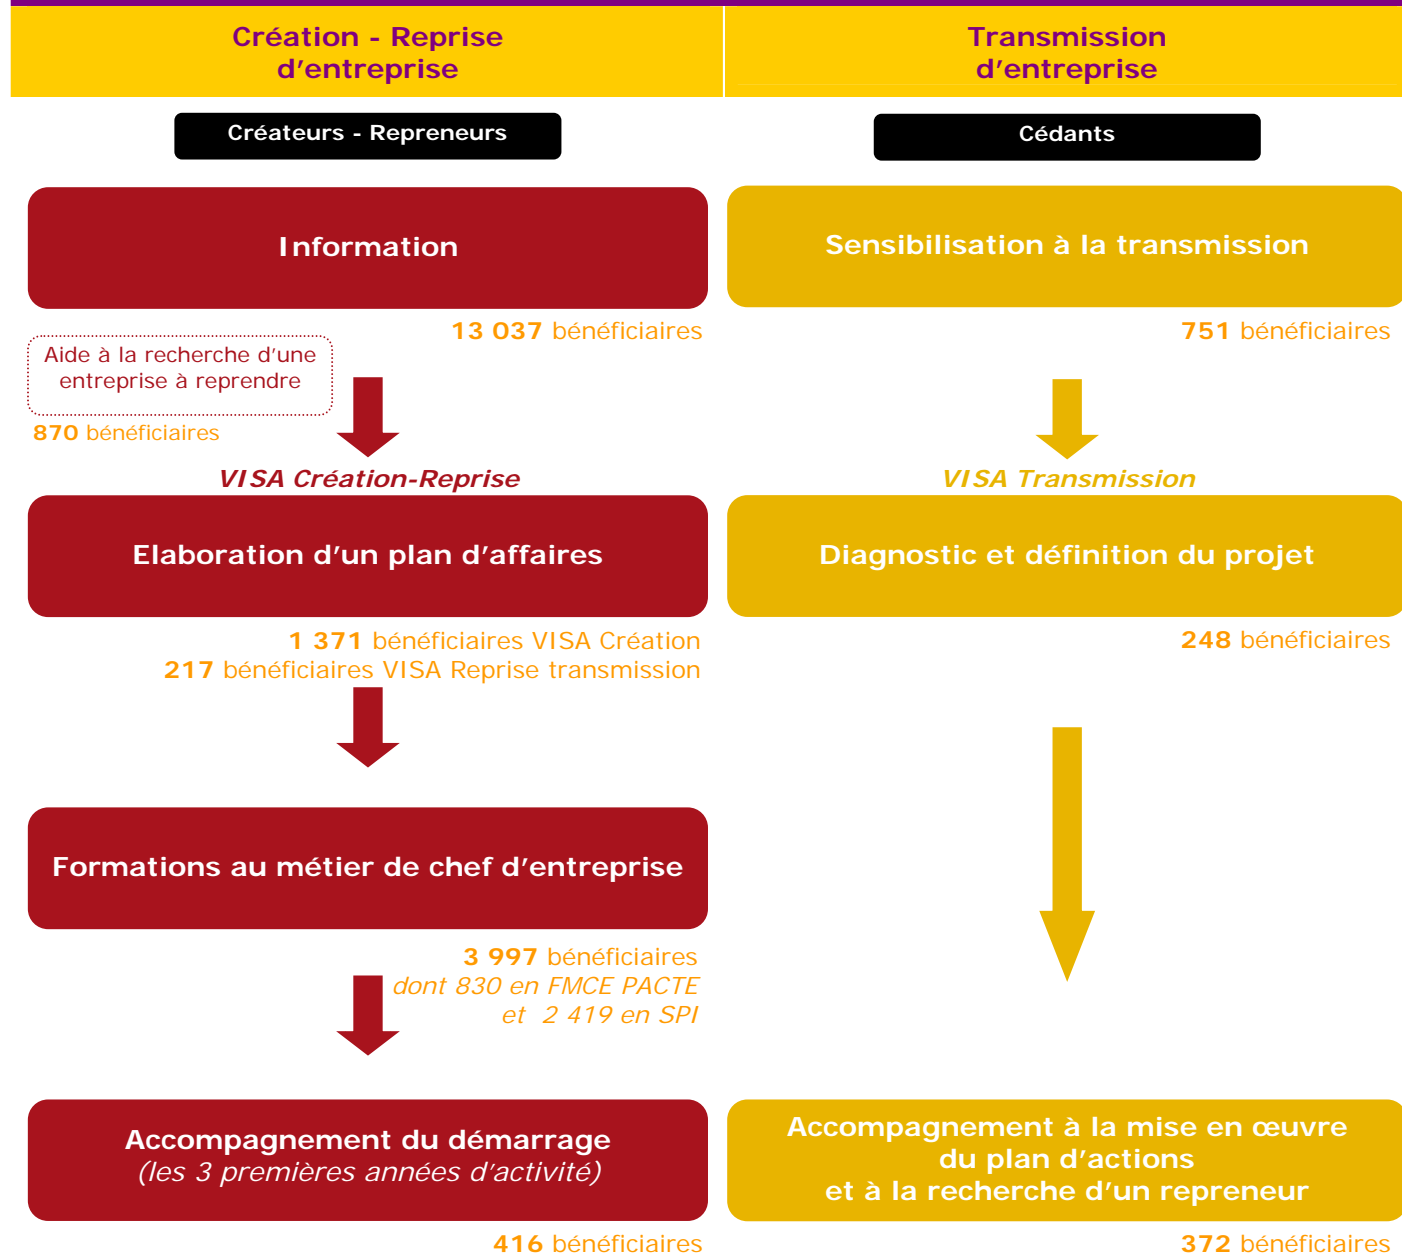 Création - Reprise
d’entreprise
Transmission
d’entreprise
Créateurs - Repreneurs
Cédants
Information
Sensibilisation à la transmission
13 037 bénéficiaires
751 bénéficiaires
Aide à la recherche d’une
entreprise à reprendre
870 bénéficiaires
VISA Création-Reprise
VISA Transmission
Elaboration d’un plan d’affaires
Diagnostic et définition du projet
1 371 bénéficiaires VISA Création
217 bénéficiaires VISA Reprise transmission
248 bénéficiaires
Formations au métier de chef d’entreprise
3 997 bénéficiaires
dont 830 en FMCE PACTE
et 2 419 en SPI
Accompagnement du démarrage
(les 3 premières années d’activité)
Accompagnement à la mise en œuvre
du plan d’actions
et à la recherche d’un repreneur
416 bénéficiaires
372 bénéficiaires